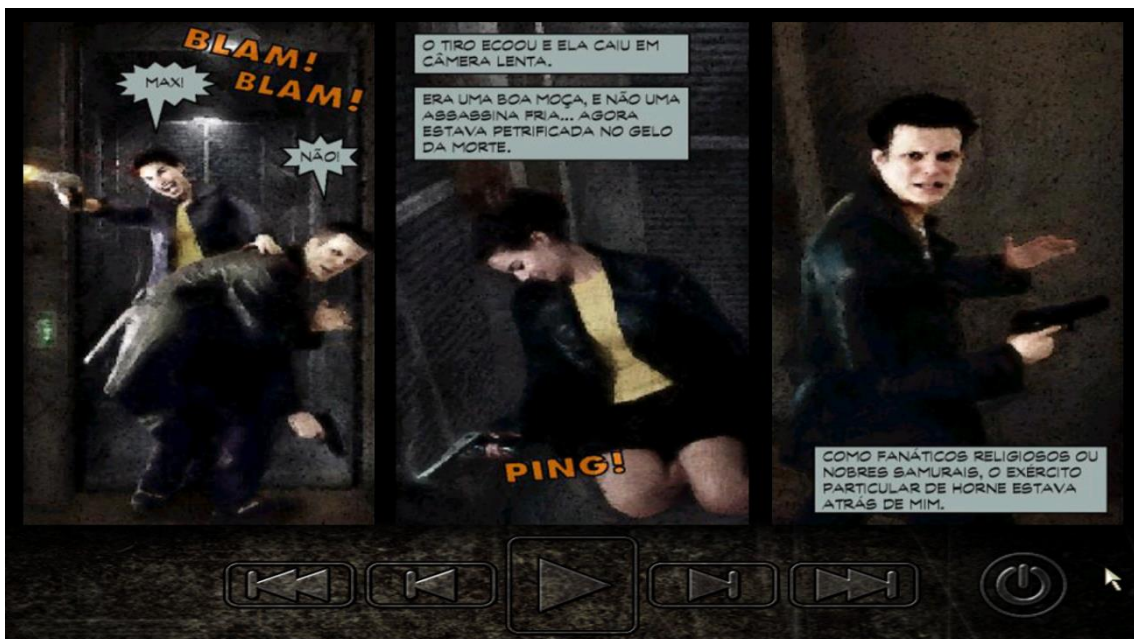 BLAM!
BLAM!
MAX!
NÃO!
O TIRO ECOOU E ELA CAIU EM
CÂMERA LENTA.
ERA UMA BOA MOÇA, E NÃO UMA
ASSASSINA FRIA... AGORA
ESTAVA PETRIFICADA NO GELO
DA MORTE.
PING!
COMO FANÁTICOS RELIGIOSOS OU
NOBRES SAMURAIS, O EXÉRCITO
PARTICULAR DE HORNE ESTAVA
ATRÁS DE MIM.